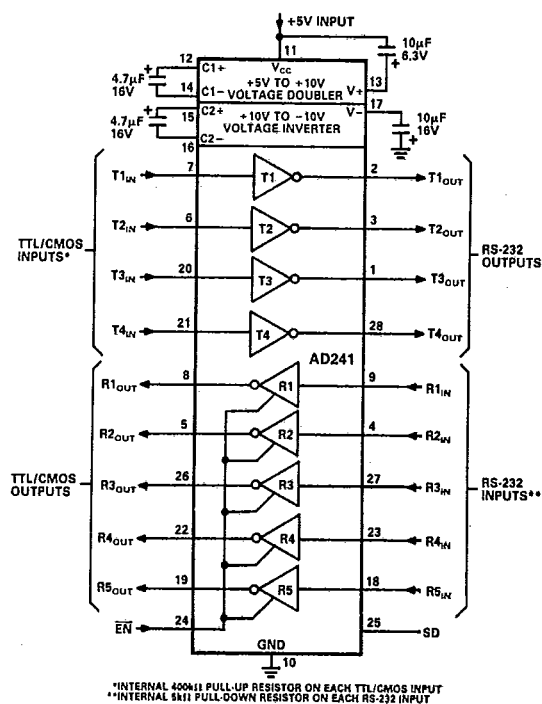 +5V INPUT
11
VCC
10µF
6.3V
+
12
C1+
4.7µF
16V
+
14
C1−
+5V TO +10V
VOLTAGE DOUBLER
V+
13
15
C2+
4.7µF
16V
+
16
C2−
+10V TO −10V
VOLTAGE INVERTER
V−
17
10µF
16V
+
TTL/CMOS
INPUTS*
T1IN 7 T1 2 T1OUT
T2IN 6 T2 3 T2OUT
T3IN 20 T3 1 T3OUT
T4IN 21 T4 28 T4OUT
RS-232
OUTPUTS
AD241
TTL/CMOS
OUTPUTS
R1OUT 8 R1 9 R1IN
R2OUT 5 R2 4 R2IN
R3OUT 26 R3 27 R3IN
R4OUT 22 R4 23 R4IN
R5OUT 19 R5 18 R5IN
RS-232
INPUTS**
EN 24
25 SD
GND
10
*INTERNAL 400kΩ PULL-UP RESISTOR ON EACH TTL/CMOS INPUT
**INTERNAL 5kΩ PULL-DOWN RESISTOR ON EACH RS-232 INPUT